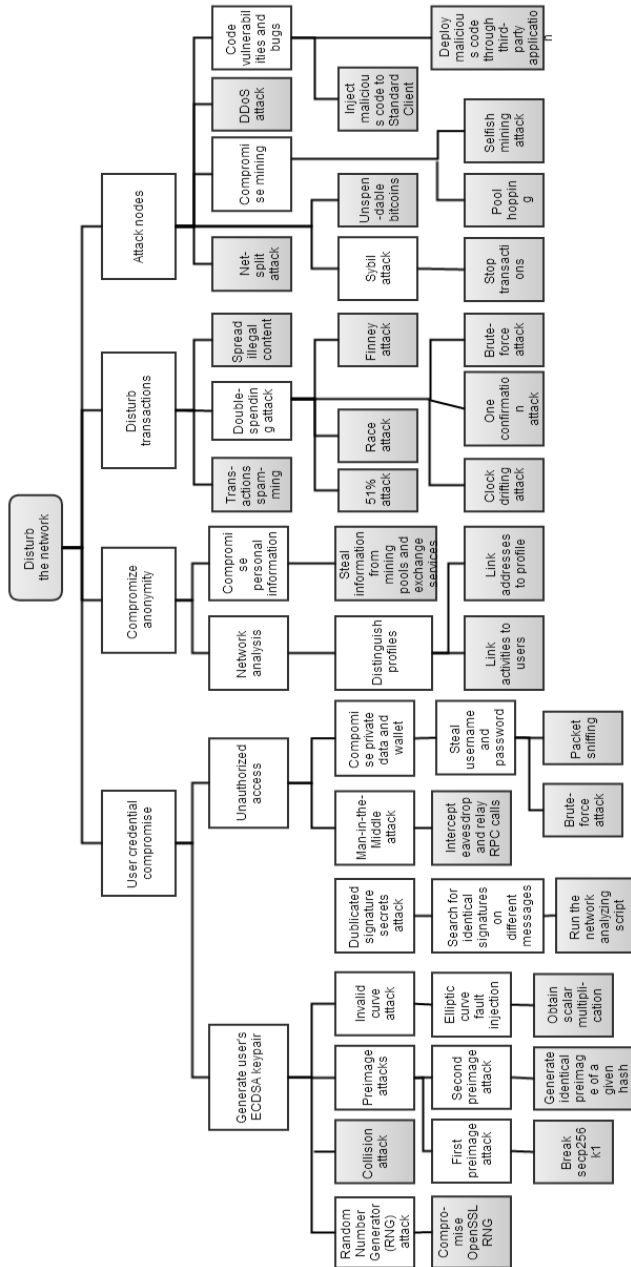 Disturb
the network
User credential
compromise
Compromize
anonymity
Disturb
transactions
Attack nodes
Generate user's
ECDSA keypair
Unauthorized
access
Network
analysis
Compromi
se
personal
information
Trans-
actions
spam-
ming
Double-
spendin
g attack
Spread
illegal
content
Net-
split
attack
Compromi
se mining
DDoS
attack
Code
vulnerabil
ities and
bugs
Random
Number
Generator
(RNG)
attack
Collision
attack
Preimage
attacks
Invalid
curve
attack
Dublicated
signature
secrets
attack
Man-in-the-
Middle
attack
Compomi
se private
data and
wallet
Distinguish
profiles
Steal
information
from
mining
pools and
exchange
services
51%
attack
Race
attack
Finney
attack
Sybil
attack
Unspen
-dable
bitcoins
Inject
maliciou
s code to
Standard
Client
Compro
mise
OpenSSL
RNG
First
preimage
attack
Second
preimage
attack
Elliptic
curve
fault
injection
Search for
identical
signatures
on
different
messages
Intercept
eavesdrop
and relay
RPC calls
Steal
username
and
password
Link
activities to
users
Link
addresses
to profile
Clock
drifting
attack
One
confirmatio
n
attack
Brute-
force
attack
Stop
transacti
ons
Pool
hoppin
g
Selfish
mining
attack
Deploy
maliciou
s code
through
third-
party
applicatio
n
Break
secp256
k1
Generate
identical
preimag
e of a
given
hash
Obtain
scalar
multipli-
cation
Run the
network
analyzing
script
Brute-
force
attack
Packet
sniffing